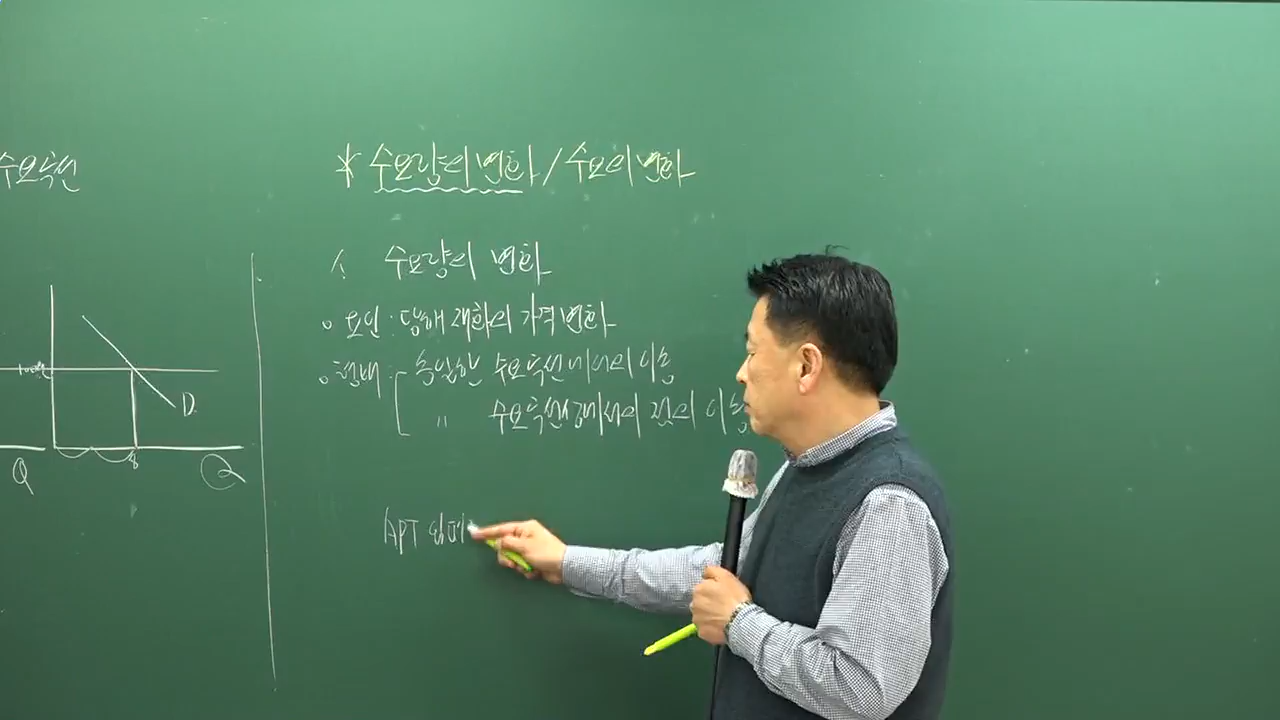 수요곡선
D
Q
Q
* 수요량의 변화 / 수요의 변화
1. 수요량의 변화
o 요인 : 당해 재화의 가격변화
o 형태 : 동일한 수요곡선내에서의 이동
〃 수요곡선상에서의 점의 이동
APT